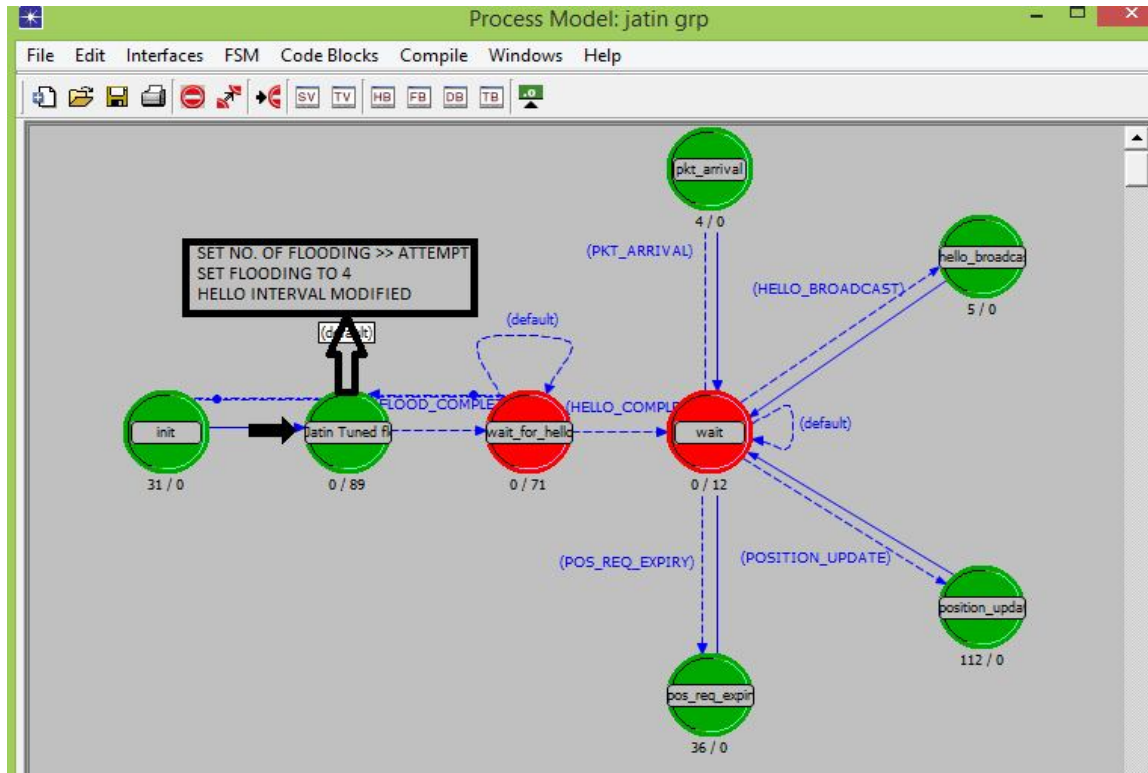 Process Model: jatin grp
File Edit Interfaces FSM Code Blocks Compile Windows Help
SV TV HB FB DB TB
pkt_arrival
4 / 0
(PKT_ARRIVAL)
SET NO. OF FLOODING >> ATTEMPT
SET FLOODING TO 4
HELLO INTERVAL MODIFIED
hello_broadcas
(HELLO_BROADCAST)
5 / 0
(default)
FLOOD_COMPLE
(HELLO_COMPLE
(default)
init
Jatin Tuned fl
wait_for_hello
wait
31 / 0
0 / 89
0 / 71
0 / 12
(POS_REQ_EXPIRY)
(POSITION_UPDATE)
position_updat
112 / 0
pos_req_expir
36 / 0